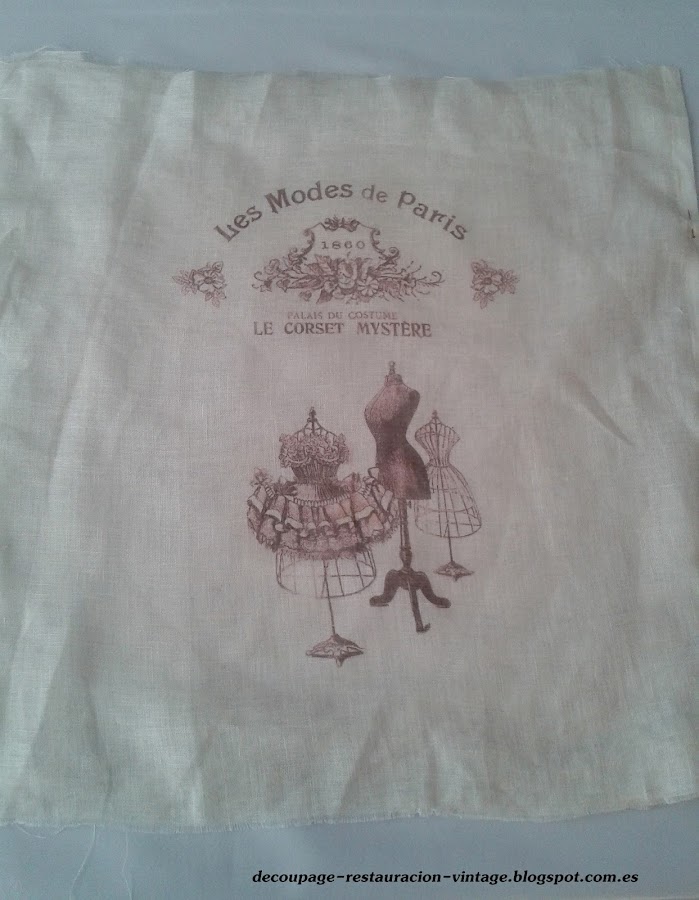 Les Modes de Paris
1860
PALAIS DU COSTUME
LE CORSET MYSTÈRE
decoupage-restauracion-vintage.blogspot.com.es